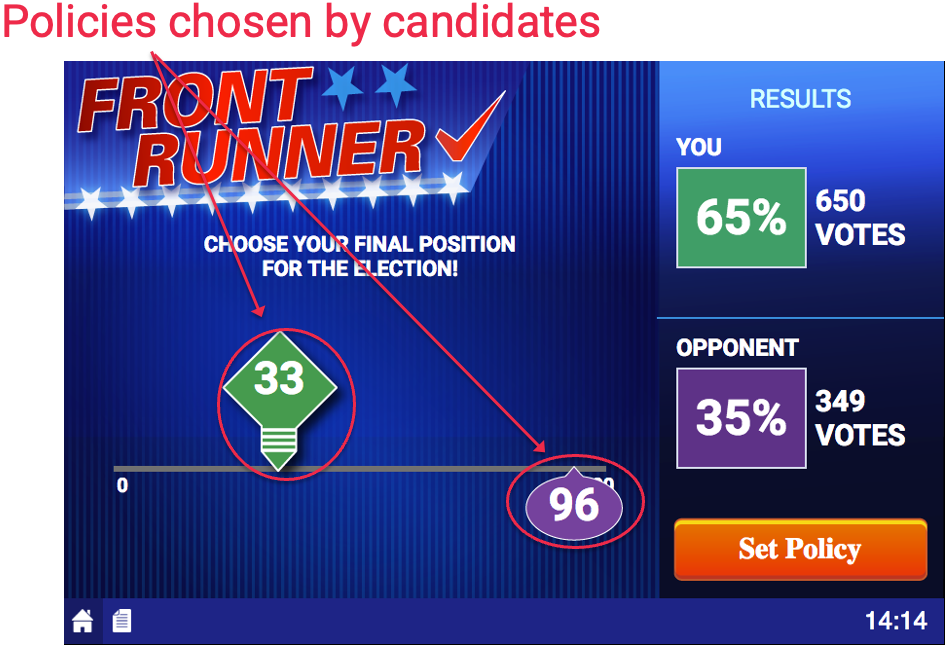 Policies chosen by candidates
FRONT
RUNNER
CHOOSE YOUR FINAL POSITION
FOR THE ELECTION!
33
0
96
RESULTS
YOU
65%
650
VOTES
OPPONENT
35%
349
VOTES
Set Policy
14:14